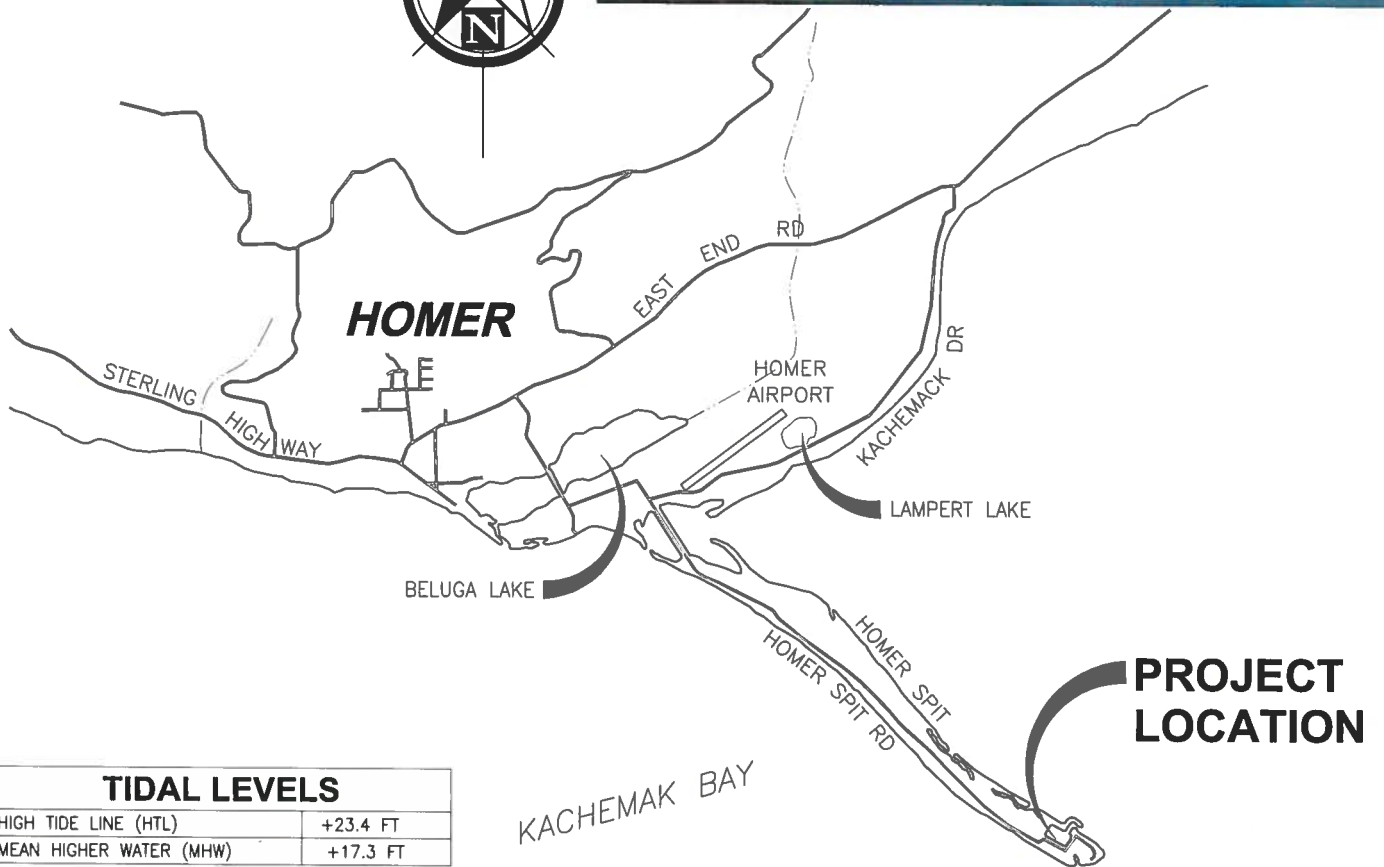 N
HOMER
STERLING
HIGHWAY
EAST END RD
HOMER
AIRPORT
KACHEMACK DR
LAMPERT LAKE
BELUGA LAKE
HOMER SPIT
HOMER SPIT RD
PROJECT
LOCATION
KACHEMAK BAY
TIDAL LEVELS
HIGH TIDE LINE (HTL) +23.4 FT
MEAN HIGHER WATER (MHW) +17.3 FT